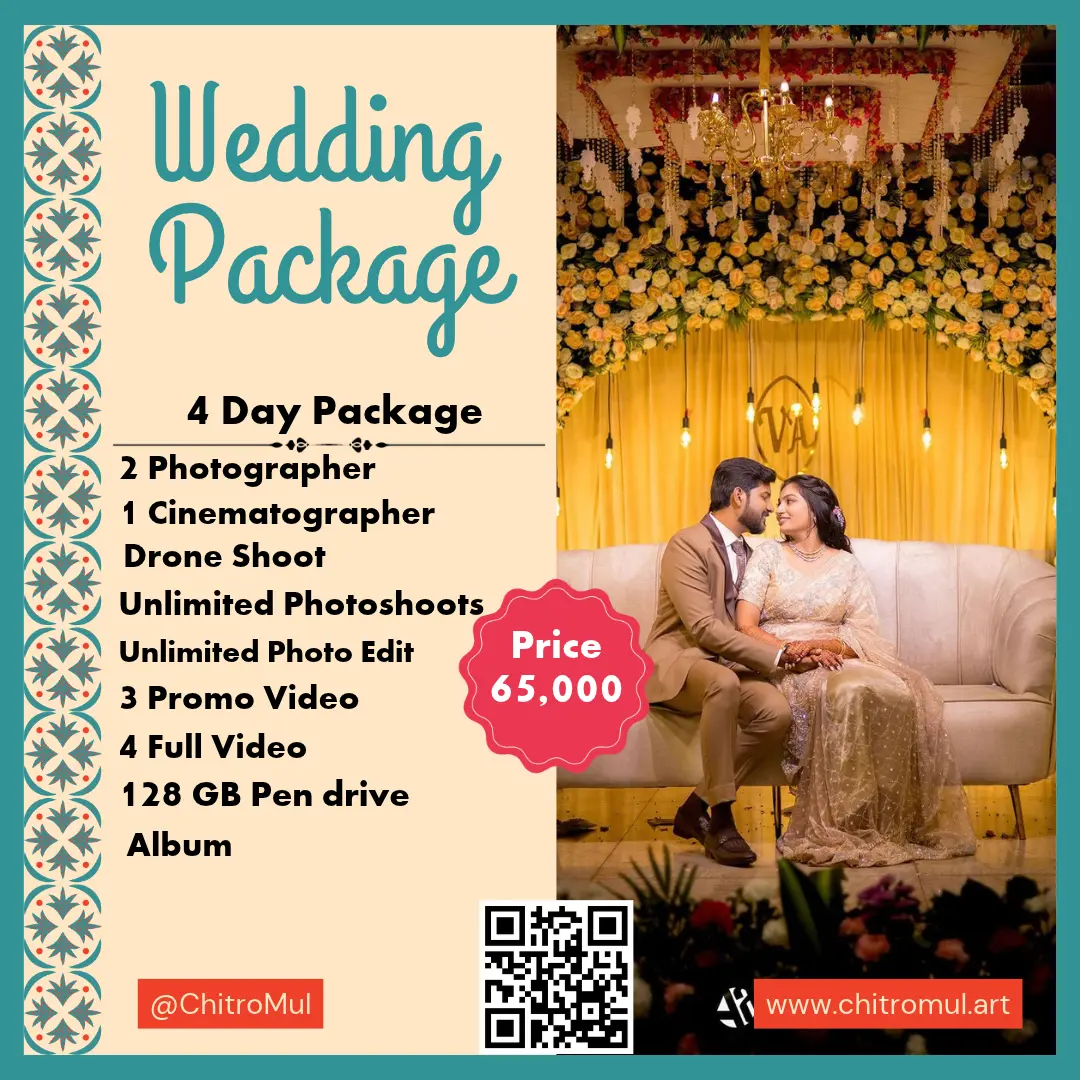 Wedding
Package
4 Day Package
2 Photographer
1 Cinematographer
Drone Shoot
Unlimited Photoshoots
Unlimited Photo Edit
3 Promo Video
4 Full Video
128 GB Pen drive
Album
Price
65,000
VA
@ChitroMul
www.chitromul.art